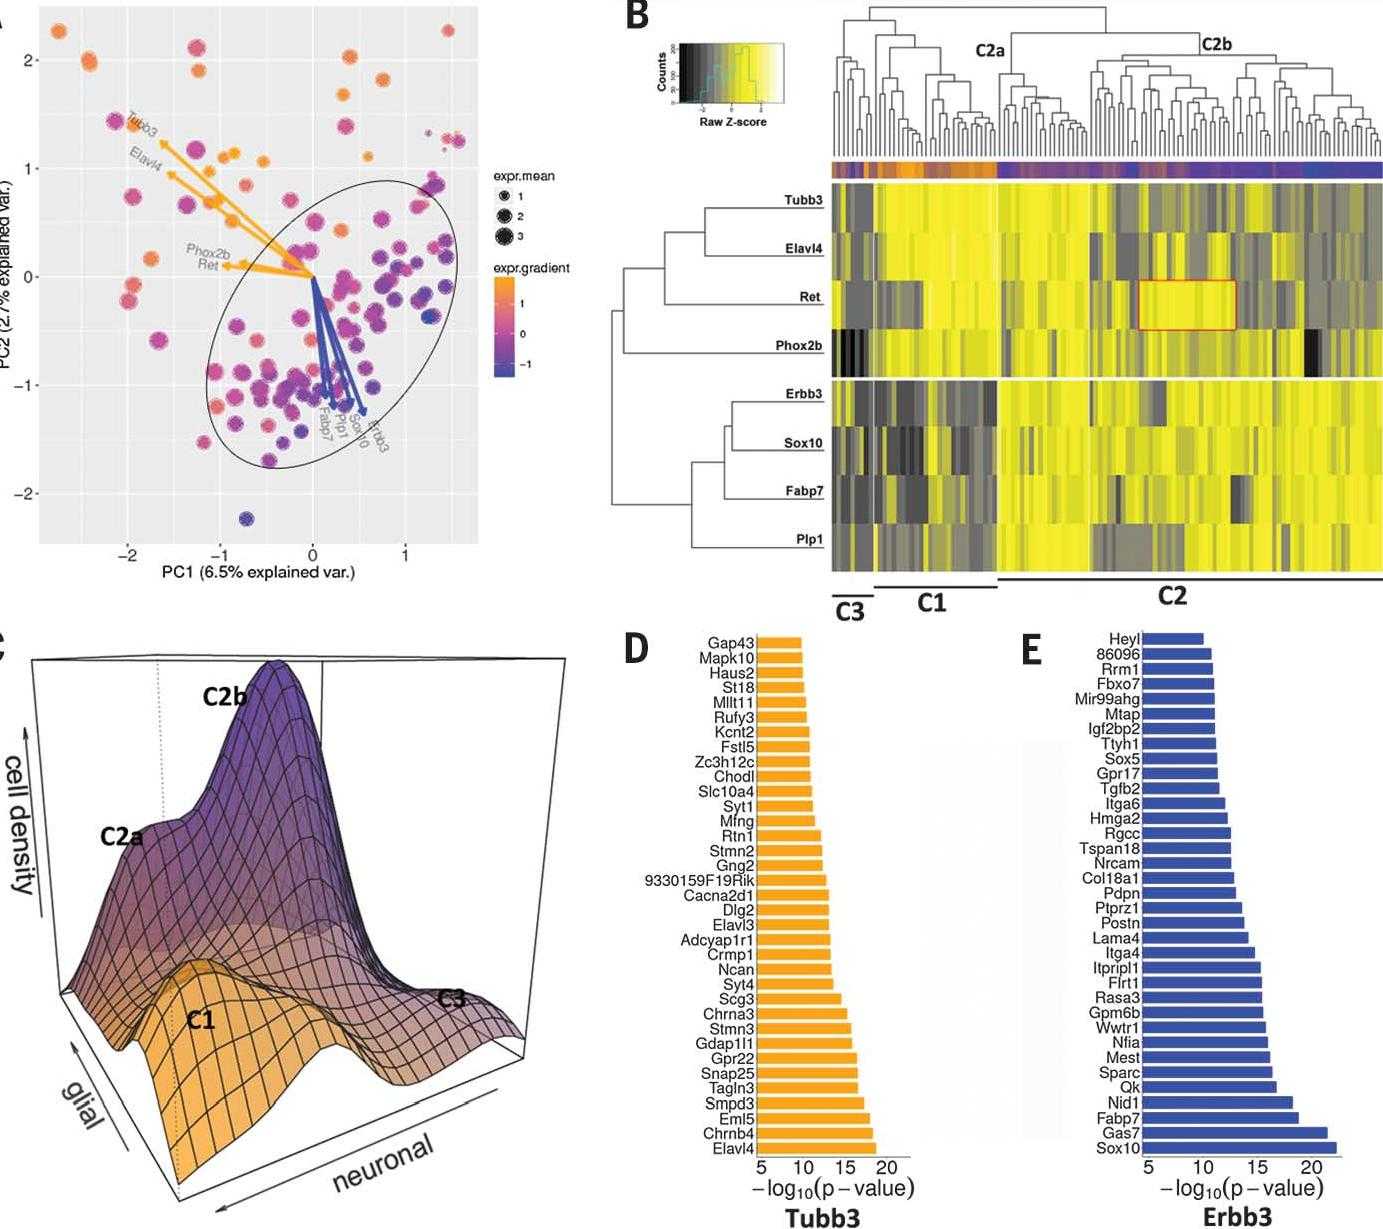 2
1
0
−1
−2
−2
−1
0
1
PC1 (6.5% explained var.)
PC2 (2.7% explained var.)
Tubb3
Elavl4
Phox2b
Ret
Fabp7
Plp1
Sox10
Erbb3
expr.mean
1
2
3
expr.gradient
1
0
−1
B
Counts
Raw Z-score
C2a
C2b
Tubb3
Elavl4
Ret
Phox2b
Erbb3
Sox10
Fabp7
Plp1
C3
C1
C2
C2b
C2a
C1
C3
cell density
glial
neuronal
D
Gap43
Mapk10
Haus2
St18
Mllt11
Rufy3
Kcnt2
Fstl5
Zc3h12c
Chodl
Slc10a4
Syt1
Mfng
Rtn1
Stmn2
Gng2
9330159F19Rik
Cacna2d1
Dlg2
Elavl3
Adcyap1r1
Crmp1
Ncan
Syt4
Scg3
Chrna3
Stmn3
Gdap1l1
Gpr22
Snap25
Tagln3
Smpd3
Eml5
Chrnb4
Elavl4
5 10 15 20
−log10(p−value)
Tubb3
E
Heyl
86096
Rrm1
Fbxo7
Mir99ahg
Mtap
Igf2bp2
Ttyh1
Sox5
Gpr17
Tgfb2
Itga6
Hmga2
Rgcc
Tspan18
Nrcam
Col18a1
Pdpn
Ptprz1
Postn
Lama4
Itga4
Itpripl1
Flrt1
Rasa3
Gpm6b
Wwtr1
Nfia
Mest
Sparc
Qk
Nid1
Fabp7
Gas7
Sox10
5 10 15 20
−log10(p−value)
Erbb3